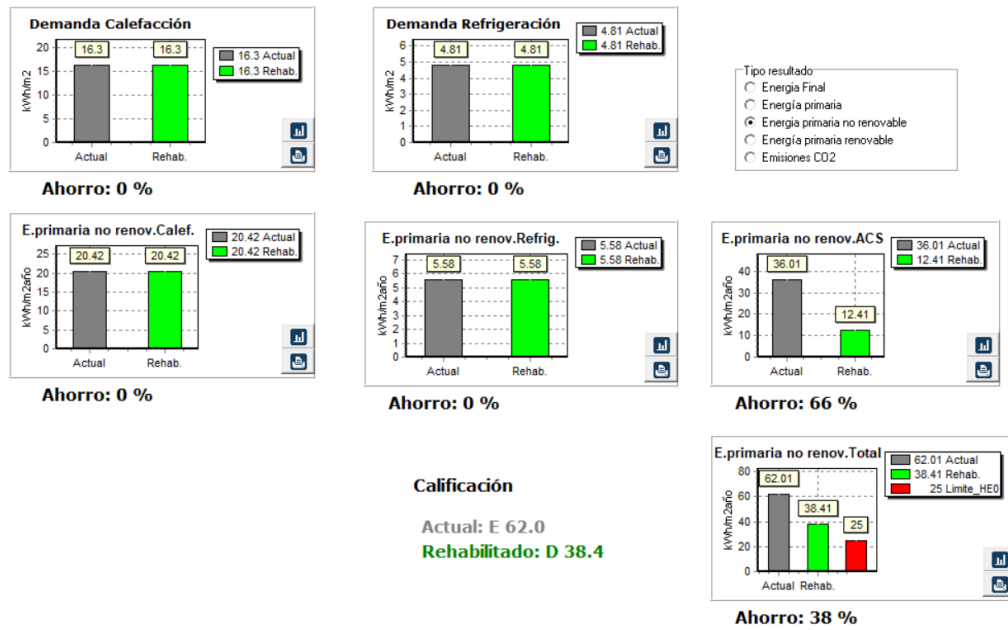 Demanda Calefacción
16.3 Actual
16.3 Rehab.
20
15
10
5
0
kWh/m2
16.3
16.3
Actual
Rehab.
Ahorro: 0 %
Demanda Refrigeración
4.81 Actual
4.81 Rehab.
6
5
4
3
2
1
0
kWh/m2
4.81
4.81
Actual
Rehab.
Ahorro: 0 %
Tipo resultado
Energia Final
Energía primaria
Energia primaria no renovable
Energía primaria renovable
Emisiones CO2
E.primaria no renov.Calef.
20.42 Actual
20.42 Rehab.
25
20
15
10
5
0
kWh/m2año
20.42
20.42
Actual
Rehab.
Ahorro: 0 %
E.primaria no renov.Refrig.
5.58 Actual
5.58 Rehab.
7
6
5
4
3
2
1
0
kWh/m2año
5.58
5.58
Actual
Rehab.
Ahorro: 0 %
E.primaria no renov.ACS
36.01 Actual
12.41 Rehab.
40
30
20
10
0
kWh/m2año
36.01
12.41
Actual
Rehab.
Ahorro: 66 %
Calificación
Actual: E 62.0
Rehabilitado: D 38.4
E.primaria no renov.Total
62.01 Actual
38.41 Rehab.
25 Limite_HE0
80
60
40
20
0
kWh/m2año
62.01
38.41
25
Actual
Rehab.
Ahorro: 38 %